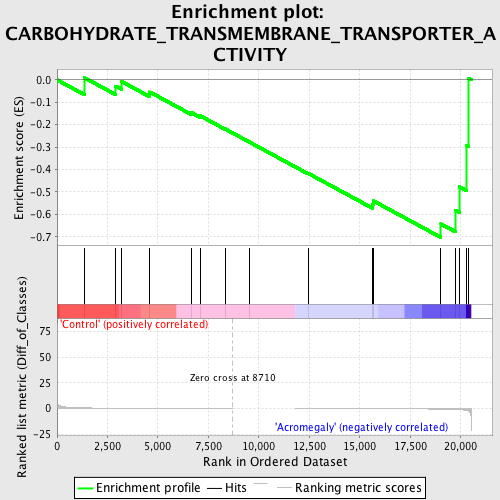 Enrichment plot:
CARBOHYDRATE_TRANSMEMBRANE_TRANSPORTER_A
CTIVITY
Enrichment score (ES)
0.0
-0.1
-0.2
-0.3
-0.4
-0.5
-0.6
-0.7
Ranked list metric (Diff_of_Classes)
'Control' (positively correlated)
75
50
25
0
-25
Zero cross at 8710
'Acromegaly' (negatively correlated)
0 2,500 5,000 7,500 10,000 12,500 15,000 17,500 20,000
Rank in Ordered Dataset
Enrichment profile Hits Ranking metric scores